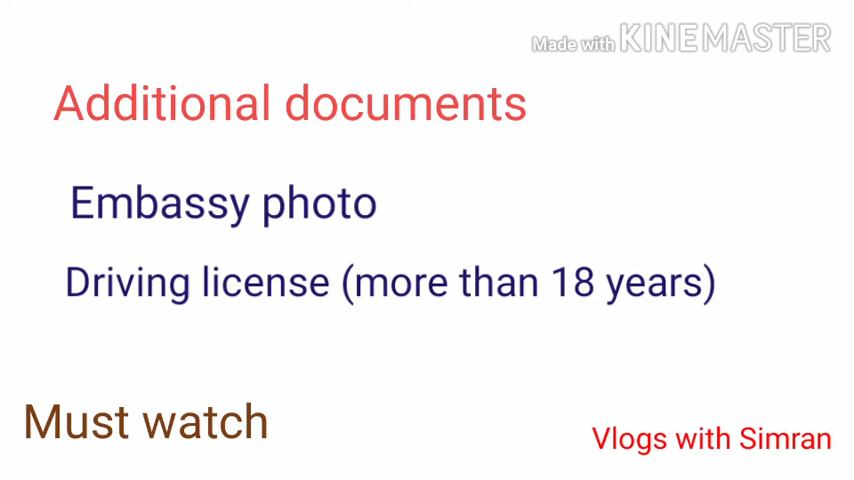 Made with KINEMASTER
Additional documents
Embassy photo
Driving license (more than 18 years)
Must watch
Vlogs with Simran